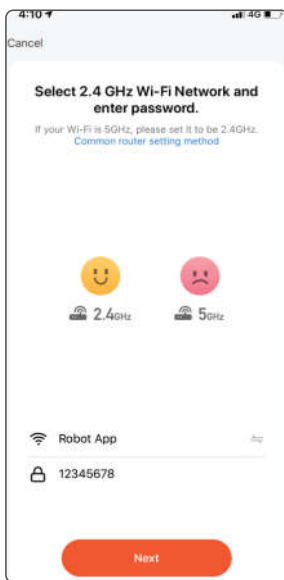 4:10 4G
Cancel
Select 2.4 GHz Wi-Fi Network and
enter password.
If your Wi-Fi is 5GHz, please set it to be 2.4GHz.
Common router setting method
2.4GHz 5GHz
Robot App
12345678
Next